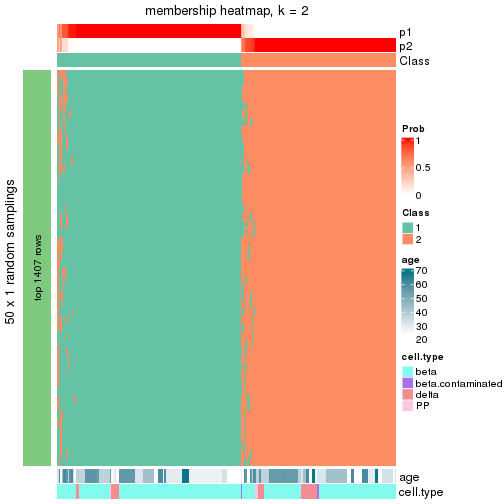 membership heatmap, k = 2
p1
p2
Class
50 x 1 random samplings
top 1407 rows
Prob
1
0.5
0
Class
1
2
age
70
60
50
40
30
20
cell.type
beta
beta.contaminated
delta
PP
age
cell.type